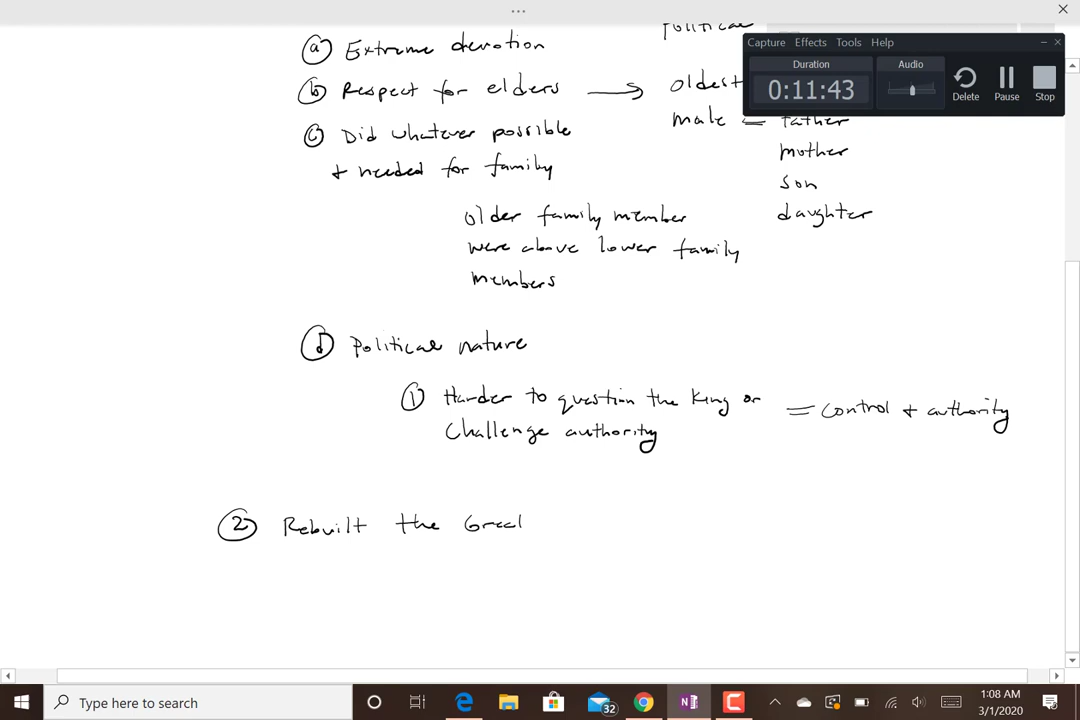 ...
Political
ⓐ Extreme devotion
ⓑ Respect for elders → oldest
male = father
ⓒ Did whatever possible
+ needed for family
mother
son
daughter
older family member
were above lower family
members
ⓓ Political nature
① Harder to question the King or
challenge authority
= control + authority
② Rebuilt the Great
Capture Effects Tools Help
Duration
0:11:43
Audio
Delete
Pause
Stop
Type here to search
32
1:08 AM
3/1/2020